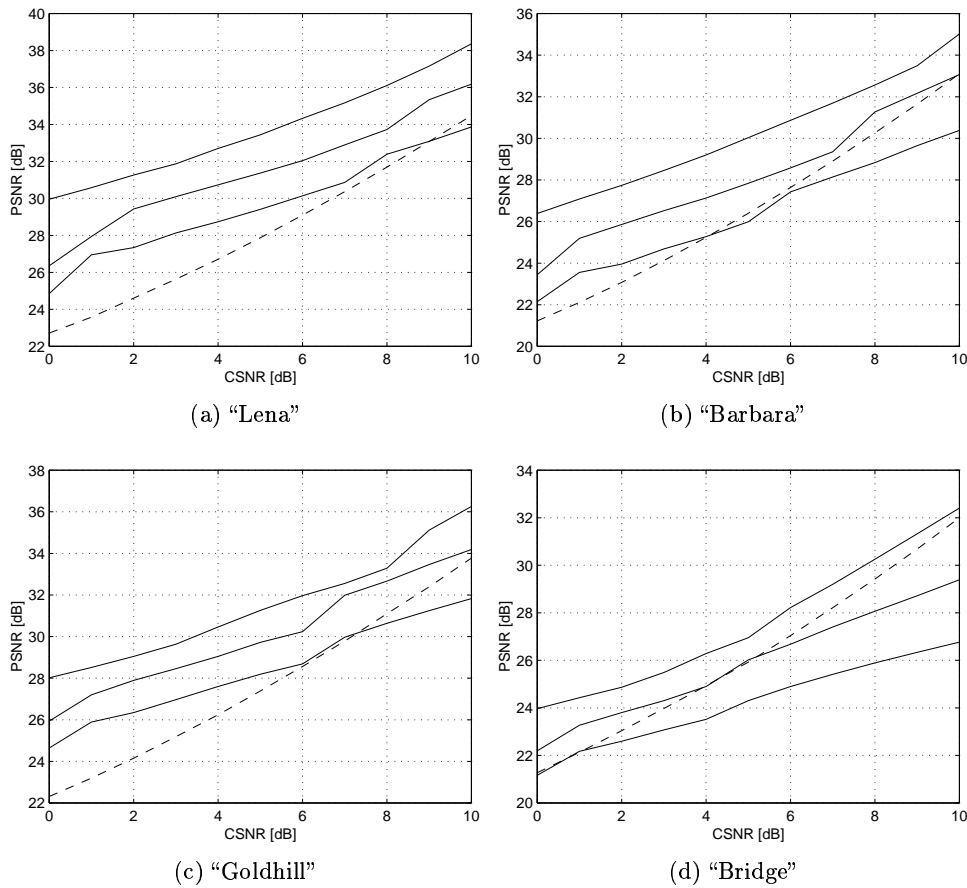 40
38
36
34
32
30
28
26
24
22
PSNR [dB]
0 2 4 6 8 10
CSNR [dB]
(a) “Lena”
36
34
32
30
28
26
24
22
20
PSNR [dB]
0 2 4 6 8 10
CSNR [dB]
(b) “Barbara”
38
36
34
32
30
28
26
24
22
PSNR [dB]
0 2 4 6 8 10
CSNR [dB]
(c) “Goldhill”
34
32
30
28
26
24
22
20
PSNR [dB]
0 2 4 6 8 10
CSNR [dB]
(d) “Bridge”